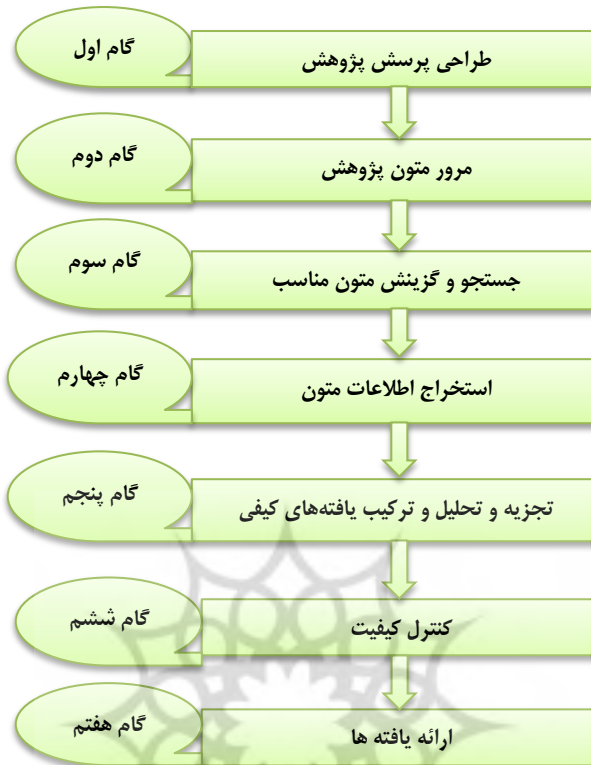 گام اول
طراحی پرسش پژوهش
گام دوم
مرور متون پژوهش
گام سوم
جستجو و گزینش متون مناسب
گام چهارم
استخراج اطلاعات متون
گام پنجم
تجزیه و تحلیل و ترکیب یافته‌های کیفی
گام ششم
کنترل کیفیت
گام هفتم
ارائه یافته ها